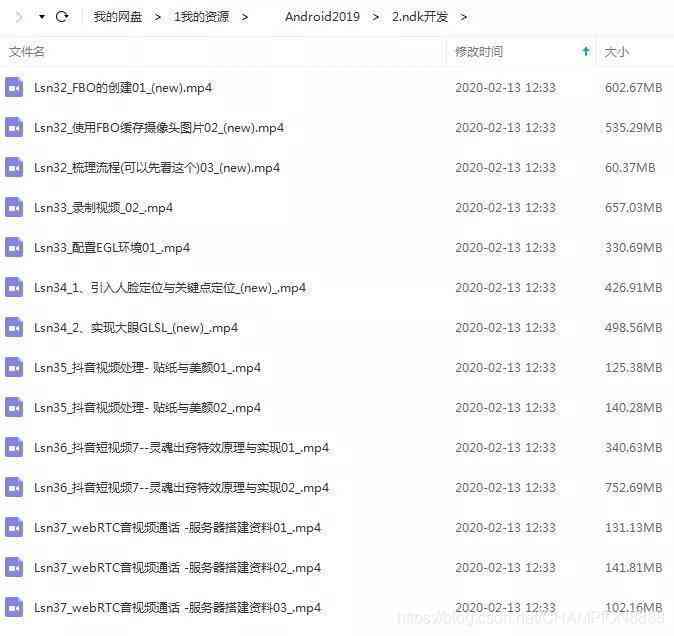 我的网盘 > 1我的资源 > Android2019 > 2.ndk开发 >
文件名 修改时间 大小
Lsn32_FBO的创建01_(new).mp4 2020-02-13 12:33 602.67MB
Lsn32_使用FBO缓存摄像头图片02_(new).mp4 2020-02-13 12:33 535.29MB
Lsn32_梳理流程(可以先看这个)03_(new).mp4 2020-02-13 12:33 60.37MB
Lsn33_录制视频_02_.mp4 2020-02-13 12:33 657.03MB
Lsn33_配置EGL环境01_.mp4 2020-02-13 12:33 330.69MB
Lsn34_1、引入人脸定位与关键点定位_(new)_.mp4 2020-02-13 12:33 426.91MB
Lsn34_2、实现大眼GLSL_(new)_.mp4 2020-02-13 12:33 498.56MB
Lsn35_抖音视频处理- 贴纸与美颜01_.mp4 2020-02-13 12:33 125.38MB
Lsn35_抖音视频处理- 贴纸与美颜02_.mp4 2020-02-13 12:33 140.28MB
Lsn36_抖音短视频7--灵魂出窍特效原理与实现01_.mp4 2020-02-13 12:33 340.63MB
Lsn36_抖音短视频7--灵魂出窍特效原理与实现02_.mp4 2020-02-13 12:33 752.69MB
Lsn37_webRTC音视频通话 -服务器搭建资料01_.mp4 2020-02-13 12:33 131.13MB
Lsn37_webRTC音视频通话 -服务器搭建资料02_.mp4 2020-02-13 12:33 141.81MB
Lsn37_webRTC音视频通话 -服务器搭建资料03_.mp4 2020-02-13 12:33 102.16MB